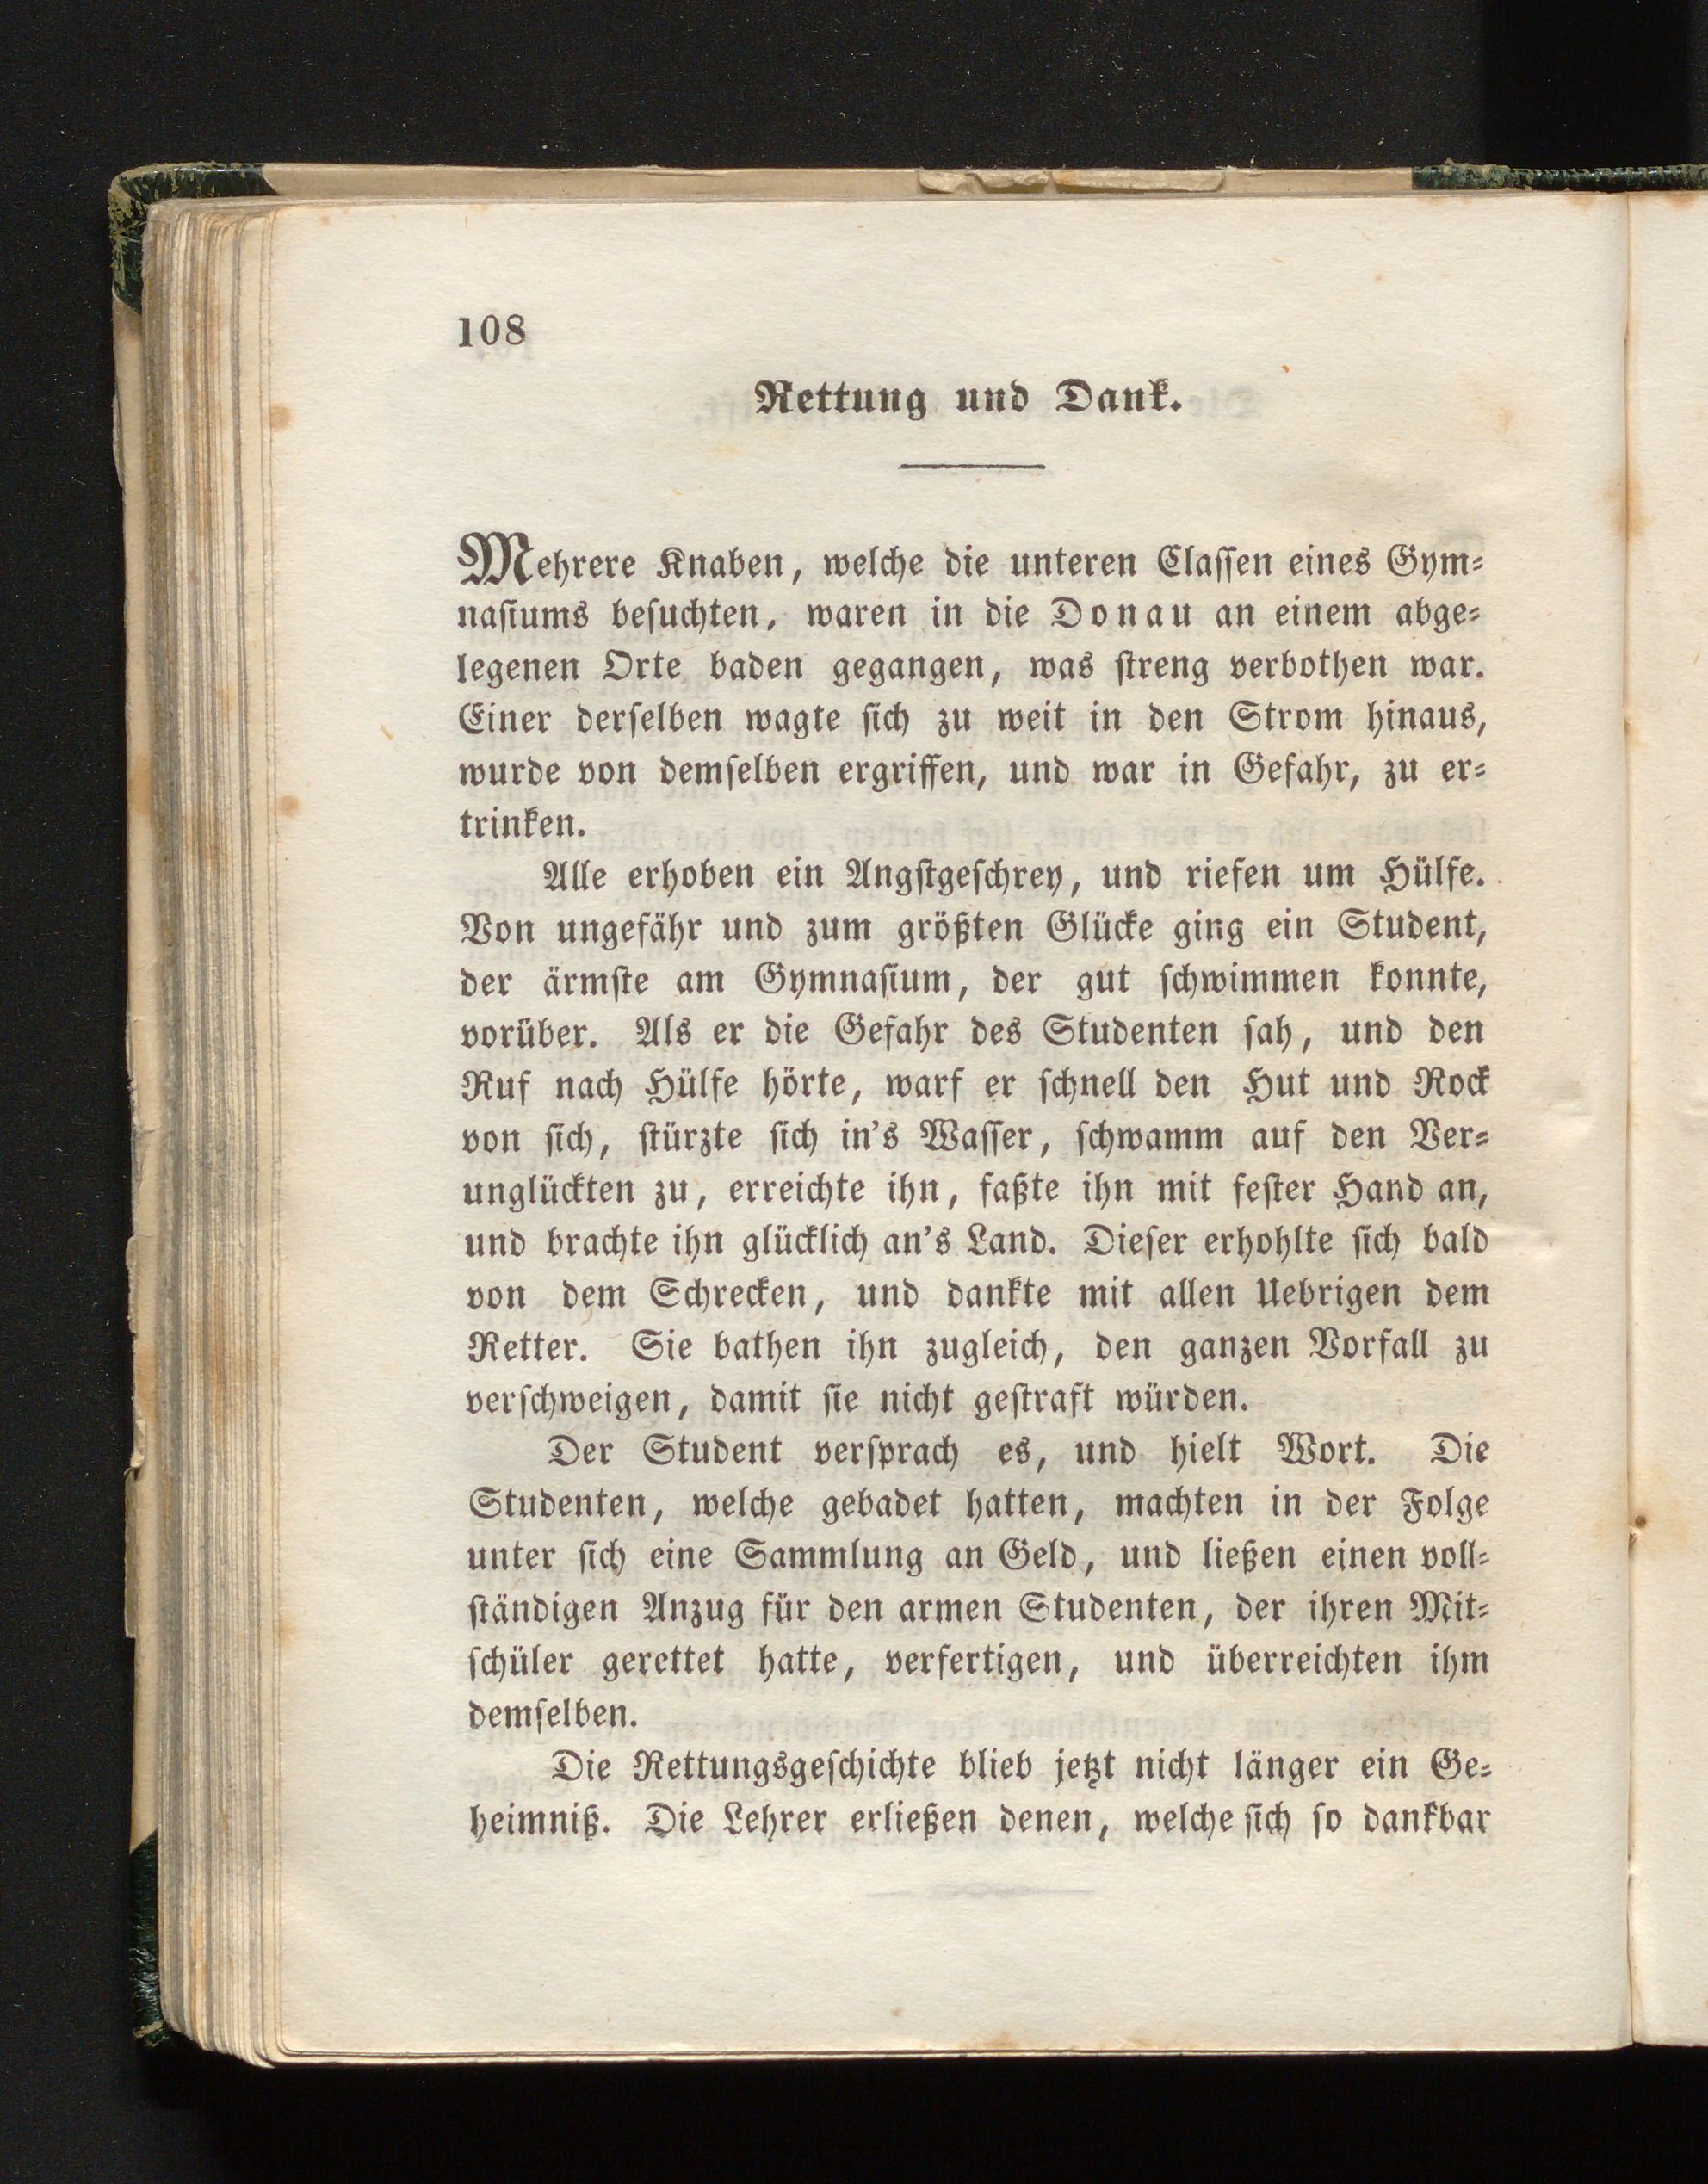 108
Rettung und Dank.
Mehrere Knaben, welche die unteren Claſſen eines Gym⸗
naſiums beſuchten, waren in die Donau an einem abge⸗
legenen Orte baden gegangen, was ſtreng verbothen war.
Einer derſelben wagte ſich zu weit in den Strom hinaus,
wurde von demſelben ergriffen, und war in Gefahr, zu er⸗
trinken.
Alle erhoben ein Angſtgeſchrey, und riefen um Hülfe.
Von ungefähr und zum größten Glücke ging ein Student,
der ärmſte am Gymnaſium, der gut ſchwimmen konnte,
vorüber. Als er die Gefahr des Studenten ſah, und den
Ruf nach Hülfe hörte, warf er ſchnell den Hut und Rock
von ſich, ſtürzte ſich in's Waſſer, ſchwamm auf den Ver⸗
unglückten zu, erreichte ihn, faßte ihn mit feſter Hand an,
und brachte ihn glücklich an's Land. Dieſer erhohlte ſich bald
von dem Schrecken, und dankte mit allen Uebrigen dem
Retter. Sie bathen ihn zugleich, den ganzen Vorfall zu
verſchweigen, damit ſie nicht geſtraft würden.
Der Student verſprach es, und hielt Wort. Die
Studenten, welche gebadet hatten, machten in der Folge
unter ſich eine Sammlung an Geld, und ließen einen voll⸗
ſtändigen Anzug für den armen Studenten, der ihren Mit⸗
ſchüler gerettet hatte, verfertigen, und überreichten ihm
demſelben.
Die Rettungsgeſchichte blieb jetzt nicht länger ein Ge⸗
heimniß. Die Lehrer erließen denen, welche ſich ſo dankbar